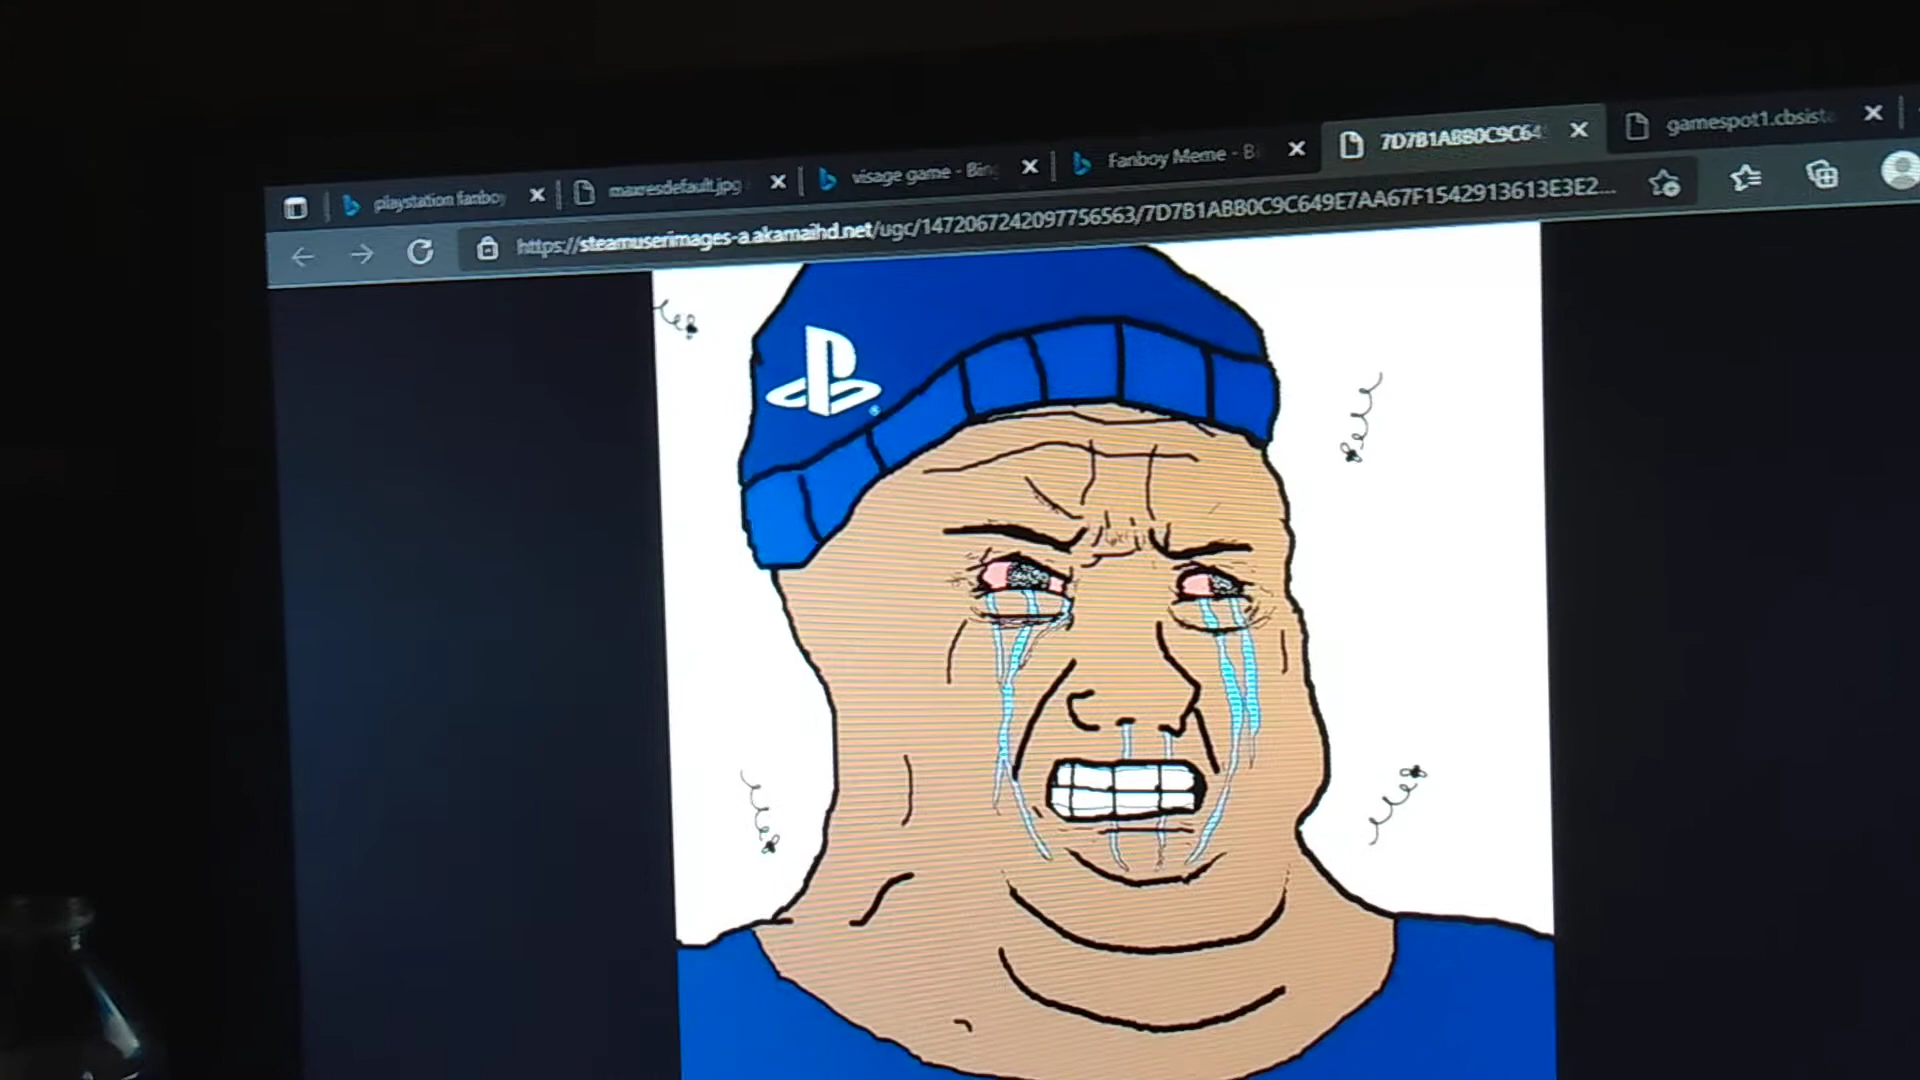 playstation fanboy
maxresdefault.jpg
visage game - Bing
Fanboy Meme - Bi
7D7B1ABB0C9C64
gamespot1.cbsist
https://steamuserimages-a.akamaihd.net/ugc/1472067242097756563/7D7B1ABB0C9C649E7AA67F1542913613E3E2...